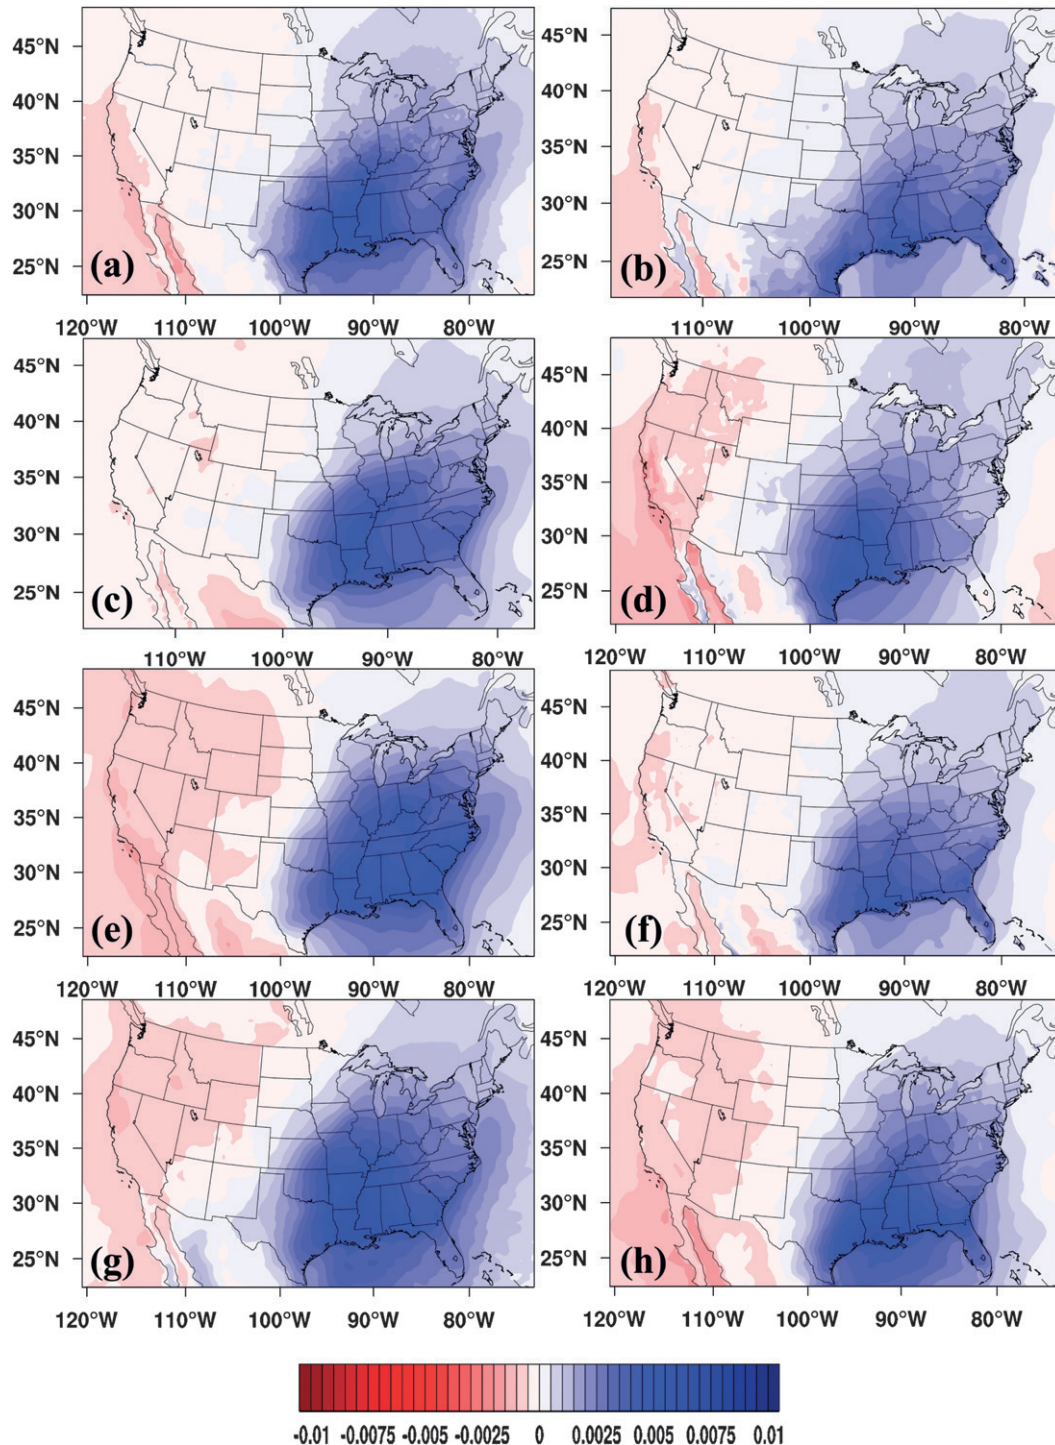 45°N 45°N
40°N 40°N
35°N 35°N
30°N 30°N
25°N 25°N
(a) (b)
120°W 110°W 100°W 90°W 80°W 110°W 100°W 90°W 80°W
45°N 45°N
40°N 40°N
35°N 35°N
30°N 30°N
25°N 25°N
(c) (d)
110°W 100°W 90°W 80°W 120°W 110°W 100°W 90°W 80°W
45°N 45°N
40°N 40°N
35°N 35°N
30°N 30°N
25°N 25°N
(e) (f)
120°W 110°W 100°W 90°W 80°W 120°W 110°W 100°W 90°W 80°W
45°N 45°N
40°N 40°N
35°N 35°N
30°N 30°N
25°N 25°N
(g) (h)
120°W 110°W 100°W 90°W 80°W 120°W 110°W 100°W 90°W 80°W
-0.01 -0.0075 -0.005 -0.0025 0 0.0025 0.005 0.0075 0.01